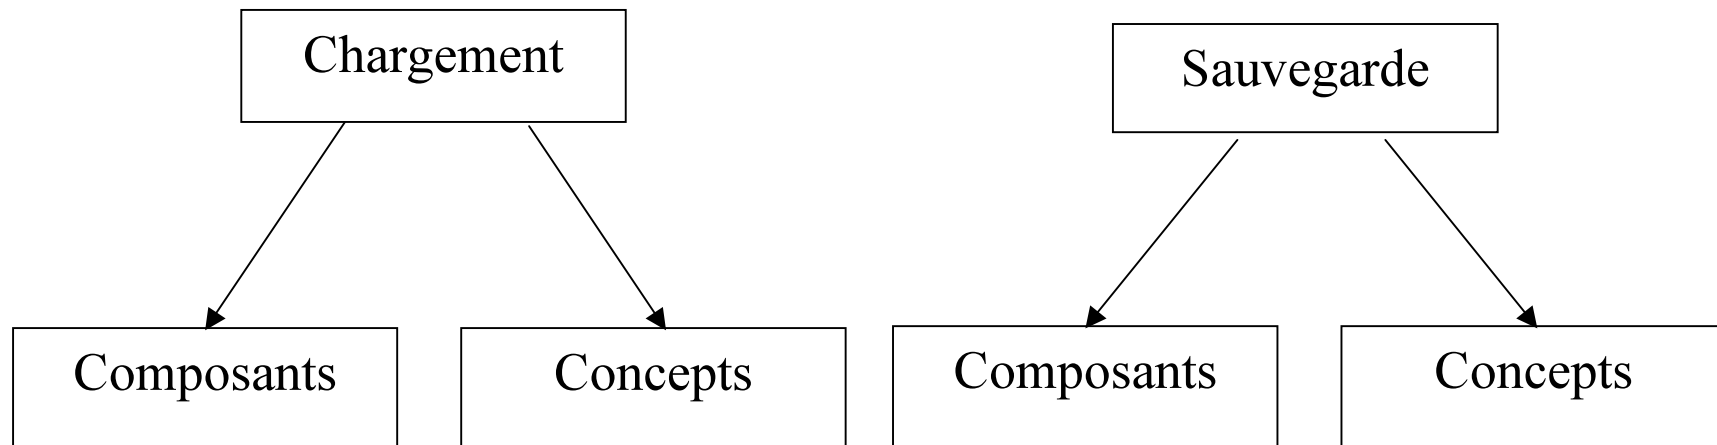 Chargement
Sauvegarde
Composants
Concepts
Composants
Concepts